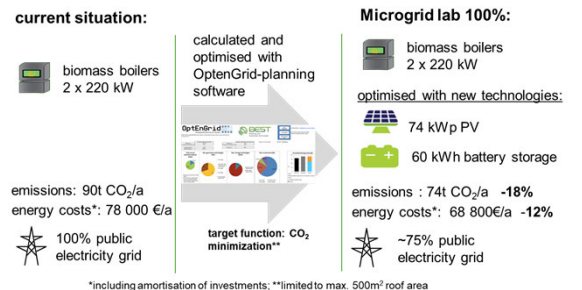 current situation:
biomass boilers
2 x 220 kW
emissions: 90t CO₂/a
energy costs*: 78 000 €/a
100% public
electricity grid
calculated and
optimised with
OptenGrid-planning
software
OptEnGrid
BEST
target function: CO₂
minimization**
Microgrid lab 100%:
biomass boilers
2 x 220 kW
optimised with new technologies:
74 kWp PV
60 kWh battery storage
emissions : 74t CO₂/a -18%
energy costs*: 68 800€/a -12%
~75% public
electricity grid
*including amortisation of investments; **limited to max. 500m² roof area